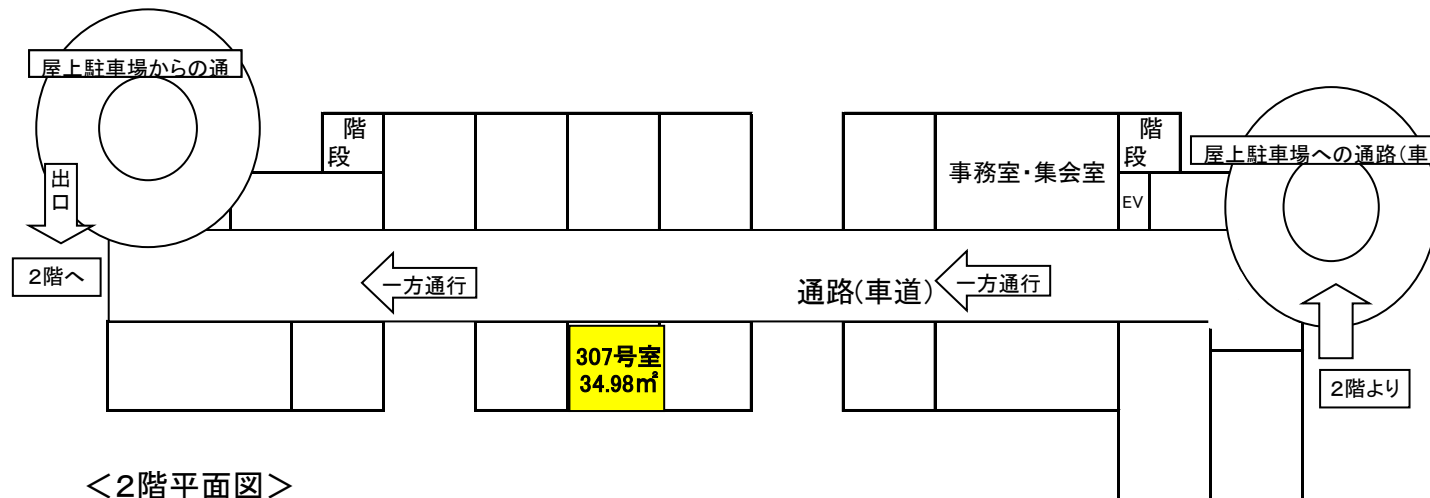 屋上駐車場からの通
階
段
階
段
屋上駐車場への通路(車
事務室・集会室
出
口
EV
2階へ
一方通行
通路(車道)
一方通行
307号室
34.98㎡
2階より
＜2階平面図＞